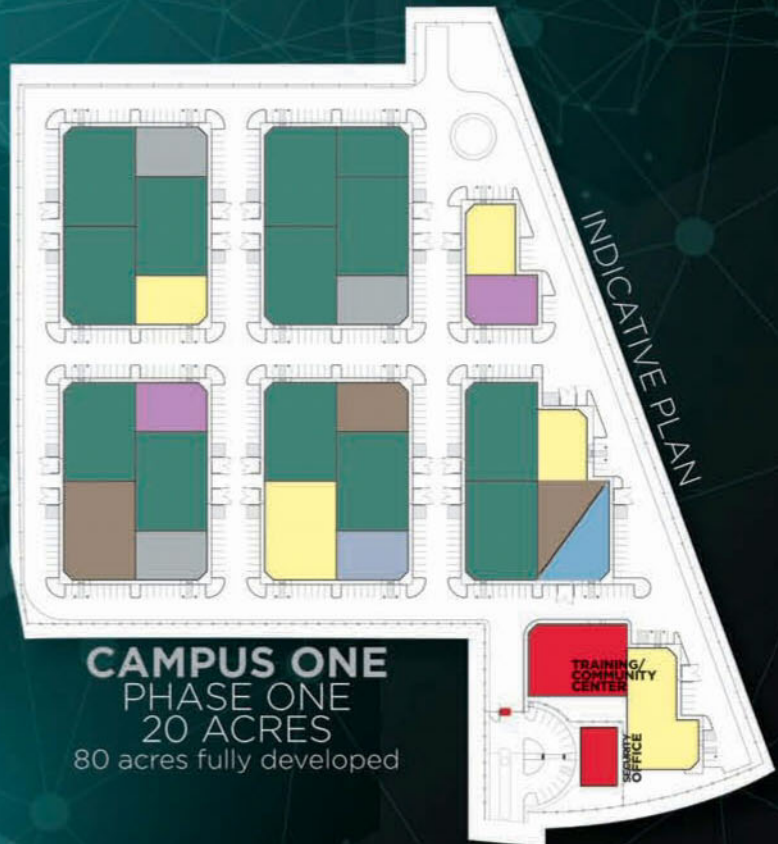 INDICATIVE PLAN
CAMPUS ONE
PHASE ONE
20 ACRES
80 acres fully developed
TRAINING/
COMMUNITY
CENTER
SECURITY
OFFICE